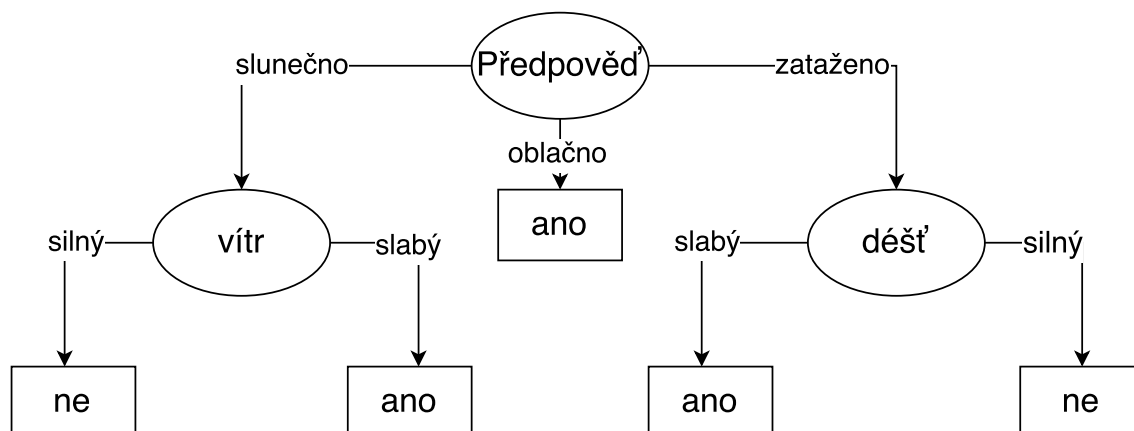 slunečno
Předpověď
zataženo
oblačno
silný
vítr
slabý
ano
slabý
déšť
silný
ne
ano
ano
ne